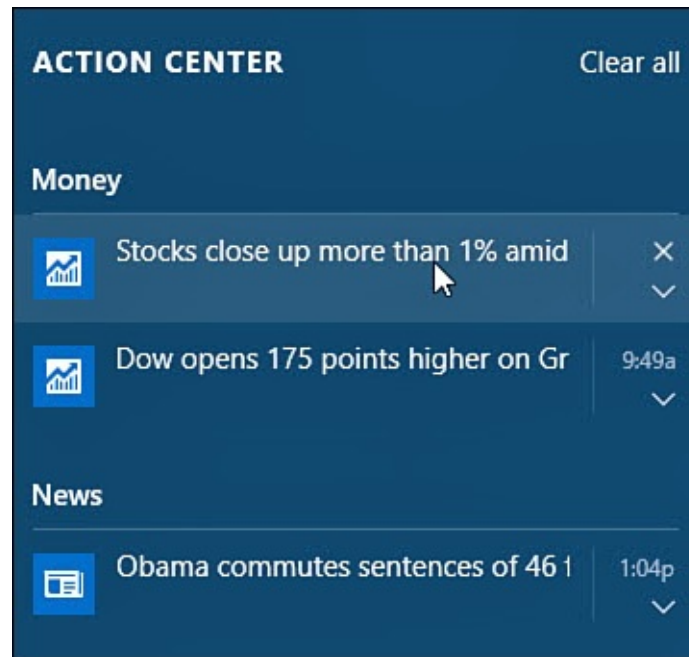 ACTION CENTER Clear all
Money
Stocks close up more than 1% amid
Dow opens 175 points higher on Gr 9:49a
News
Obama commutes sentences of 46 1:04p